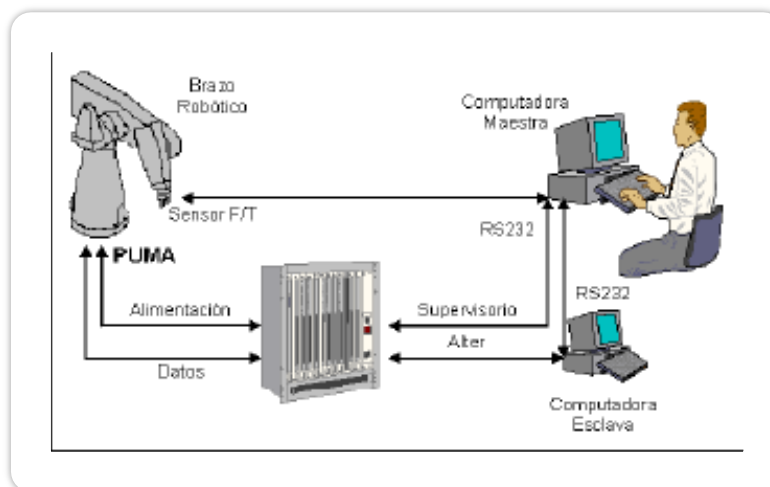 Brazo
Robótico
Computadora
Maestra
Sensor F/T
RS232
PUMA
RS232
Alimentación
Supervisorio
Alter
Datos
Computadora
Esclava